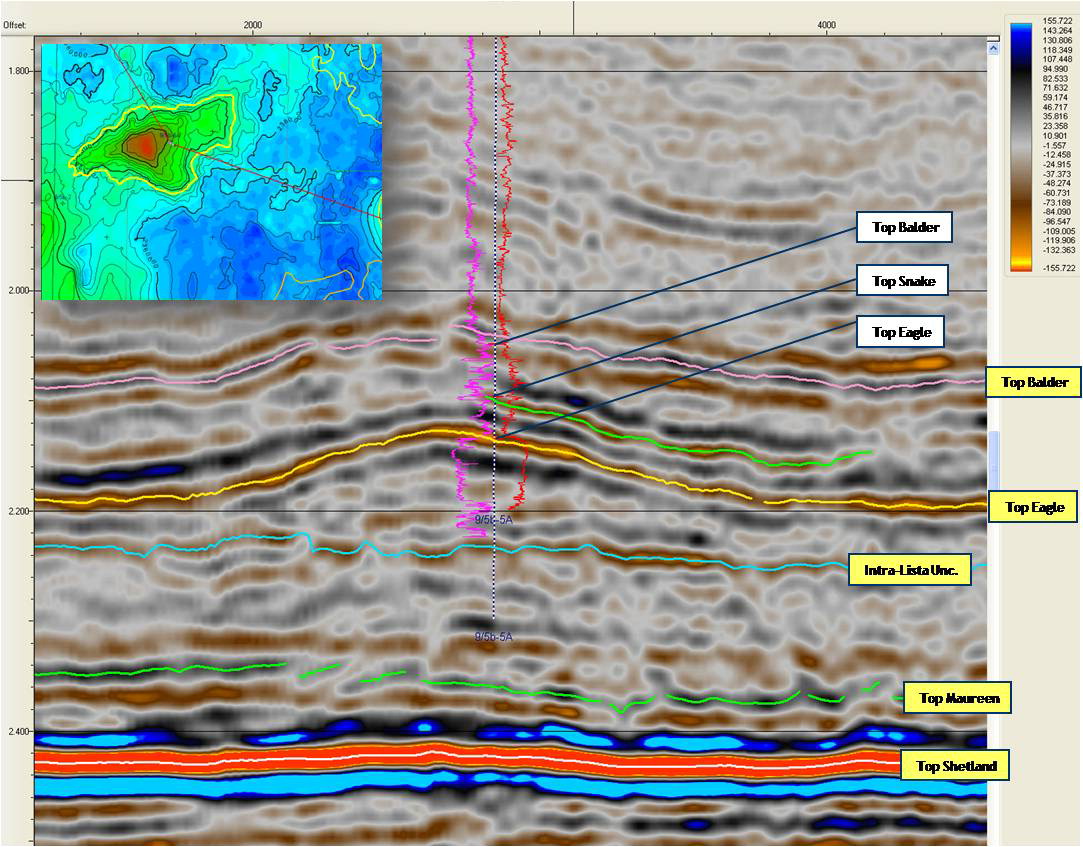 Offset:
2000
4000
1.800
2.000
2.200
2.400
155.722
143.264
130.806
118.349
107.448
94.990
82.533
71.632
59.174
46.717
35.816
23.358
10.901
-1.557
-12.458
-24.915
-37.373
-48.274
-60.731
-73.189
-84.090
-96.547
-109.005
-119.906
-132.363
-155.722
Top Balder
Top Snake
Top Eagle
Top Balder
Top Eagle
9/5b-5A
Intra-Lista Unc.
9/5b-5A
Top Maureen
Top Shetland